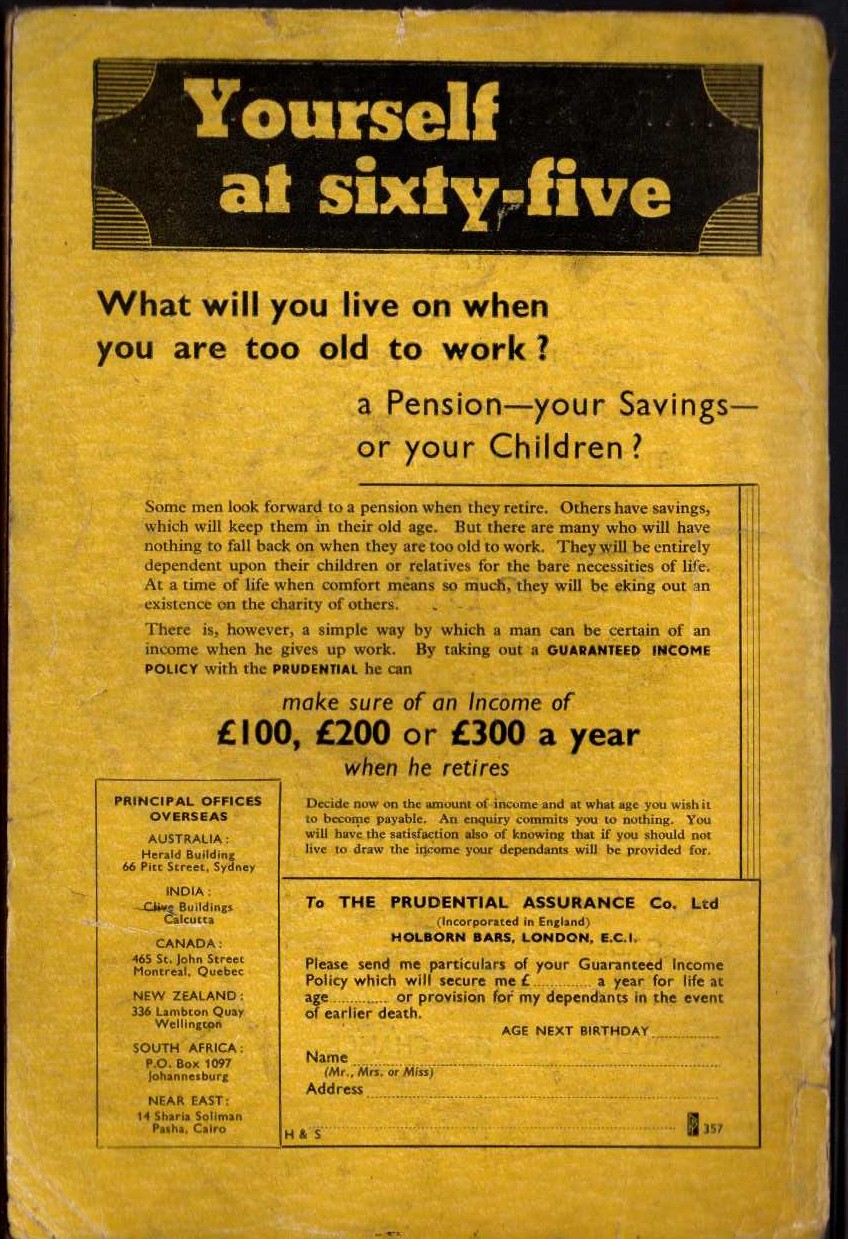 Yourself
at sixty-five
What will you live on when
you are too old to work ?
a Pension—your Savings—
or your Children ?
Some men look forward to a pension when they retire. Others have savings,
which will keep them in their old age. But there are many who will have
nothing to fall back on when they are too old to work. They will be entirely
dependent upon their children or relatives for the bare necessities of life.
At a time of life when comfort means so much, they will be eking out an
existence on the charity of others.
There is, however, a simple way by which a man can be certain of an
income when he gives up work. By taking out a GUARANTEED INCOME
POLICY with the PRUDENTIAL he can
make sure of an Income of
£100, £200 or £300 a year
when he retires
Decide now on the amount of income and at what age you wish it
to become payable. An enquiry commits you to nothing. You
will have the satisfaction also of knowing that if you should not
live to draw the income your dependants will be provided for.
PRINCIPAL OFFICES
OVERSEAS
AUSTRALIA :
Herald Building
66 Pitt Street, Sydney
INDIA :
Clive Buildings
Calcutta
CANADA :
465 St. John Street
Montreal, Quebec
NEW ZEALAND :
336 Lambton Quay
Wellington
SOUTH AFRICA :
P.O. Box 1097
Johannesburg
NEAR EAST :
14 Sharia Soliman
Pasha, Cairo
To THE PRUDENTIAL ASSURANCE Co. Ltd
(Incorporated in England)
HOLBORN BARS, LONDON, E.C.1.
Please send me particulars of your Guaranteed Income
Policy which will secure me £............. a year for life at
age............. or provision for my dependants in the event
of earlier death.
AGE NEXT BIRTHDAY
Name
(Mr., Mrs. or Miss)
Address
H & S
357